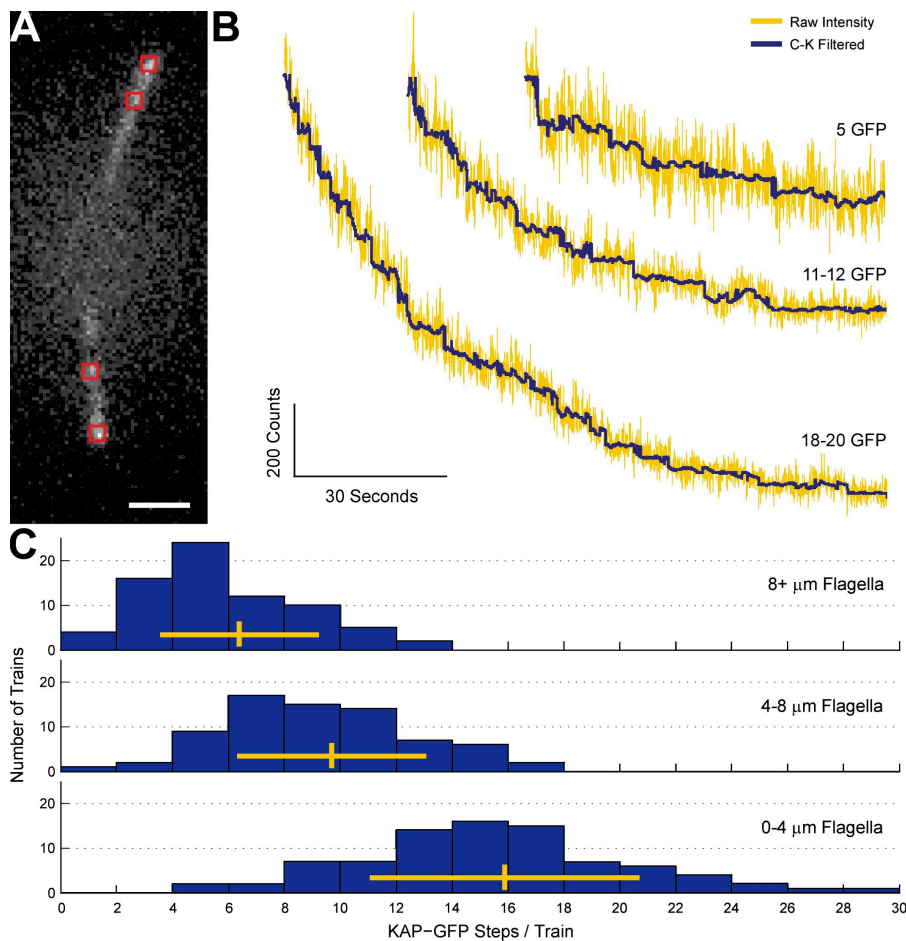 A
B
Raw Intensity
C-K Filtered
5 GFP
11-12 GFP
18-20 GFP
200 Counts
30 Seconds
C
Number of Trains
20
10
0
8+ μm Flagella
20
10
0
4-8 μm Flagella
20
10
0
0-4 μm Flagella
0 2 4 6 8 10 12 14 16 18 20 22 24 26 28 30
KAP−GFP Steps / Train